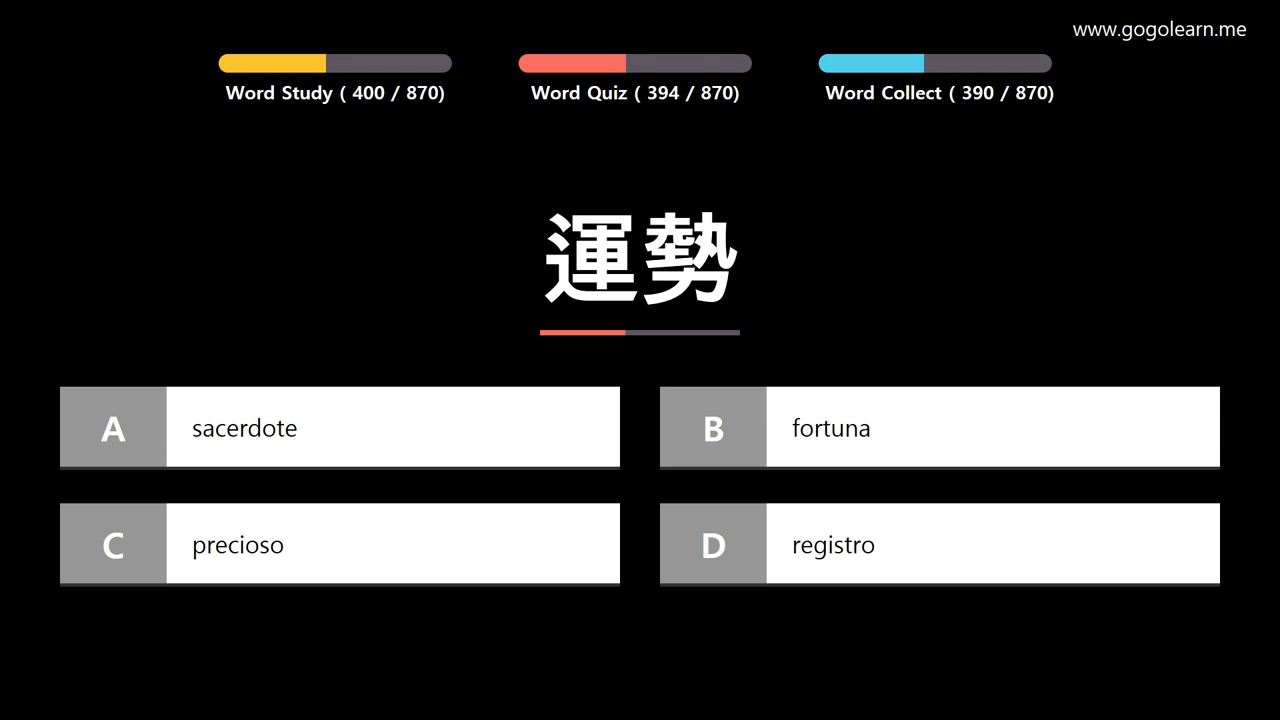 www.gogolearn.me
Word Study ( 400 / 870)
Word Quiz ( 394 / 870)
Word Collect ( 390 / 870)
運勢
A sacerdote
B fortuna
C precioso
D registro